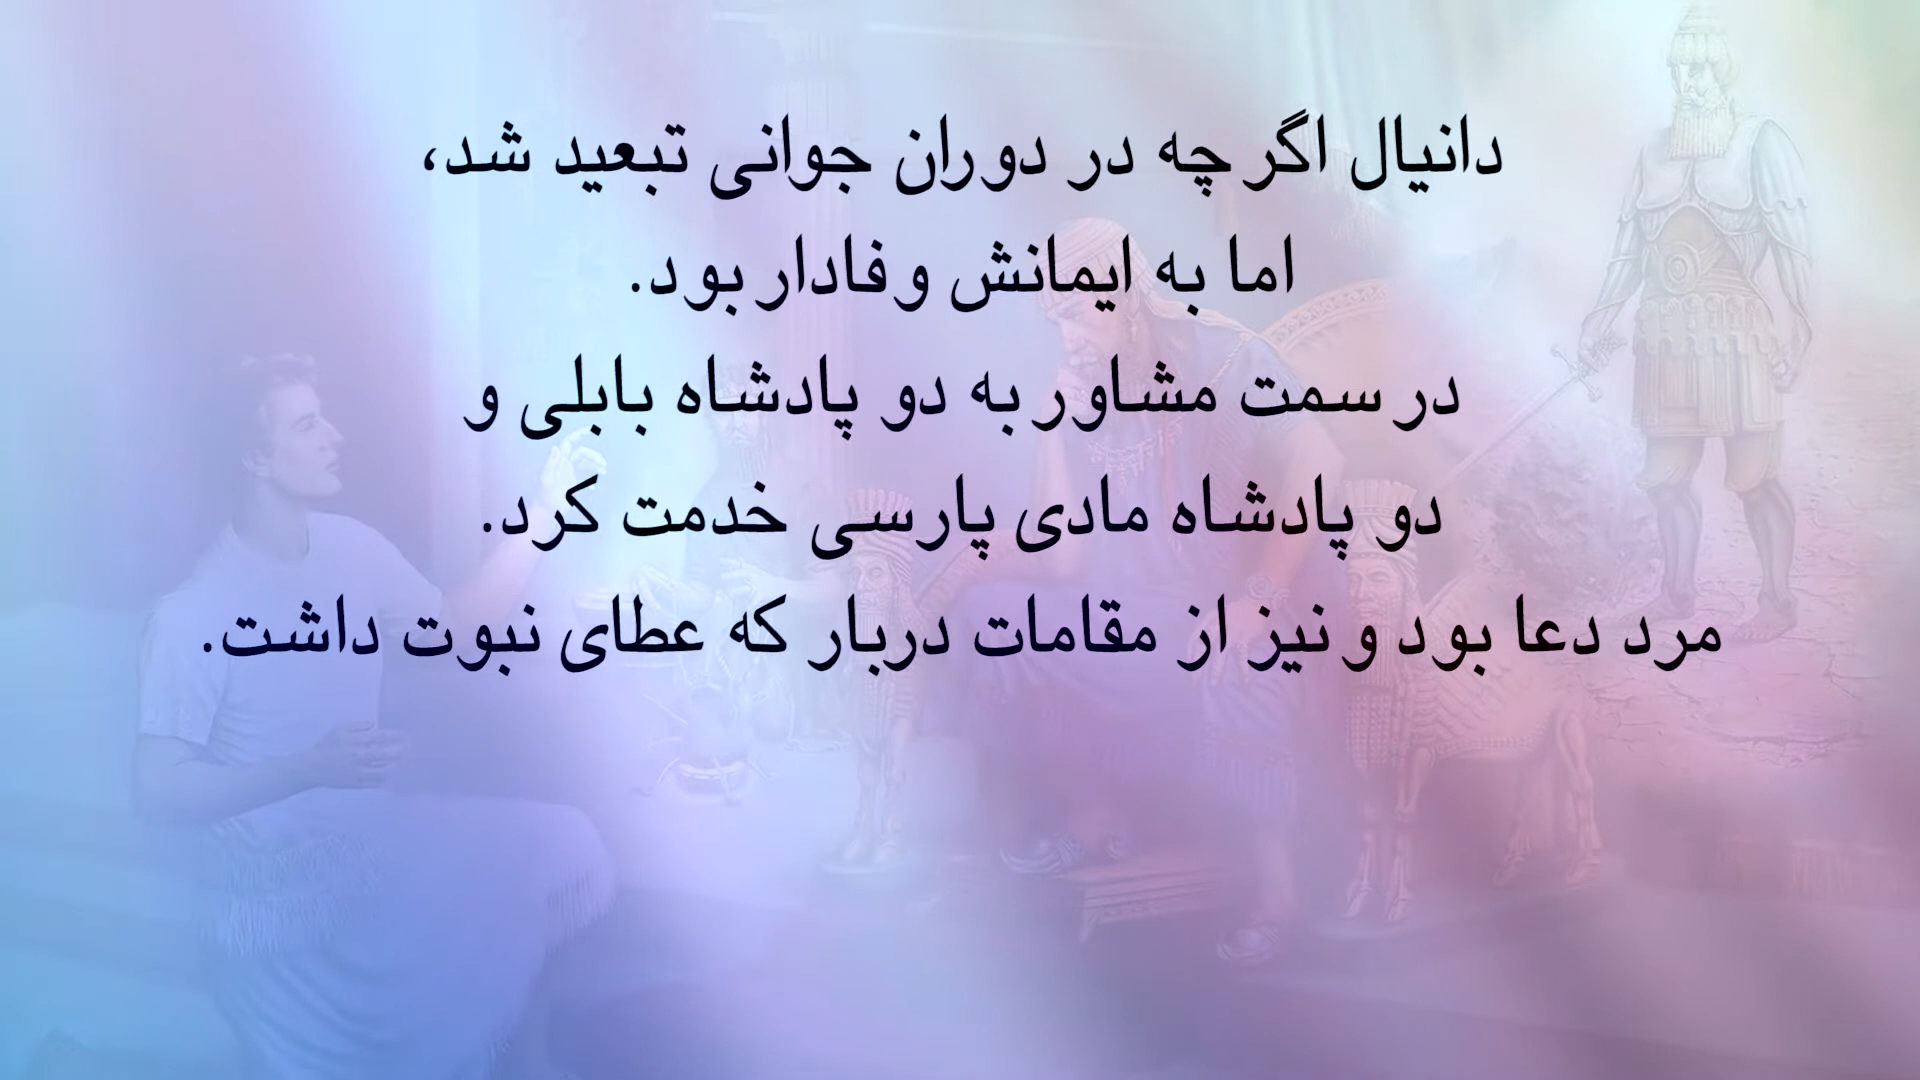 دانیال اگر چه در دوران جوانی تبعید شد،
اما به ایمانش وفادار بود.
در سمت مشاور به دو پادشاه بابلی و
دو پادشاه مادی پارسی خدمت کرد.
مرد دعا بود و نیز از مقامات دربار که عطای نبوت داشت.